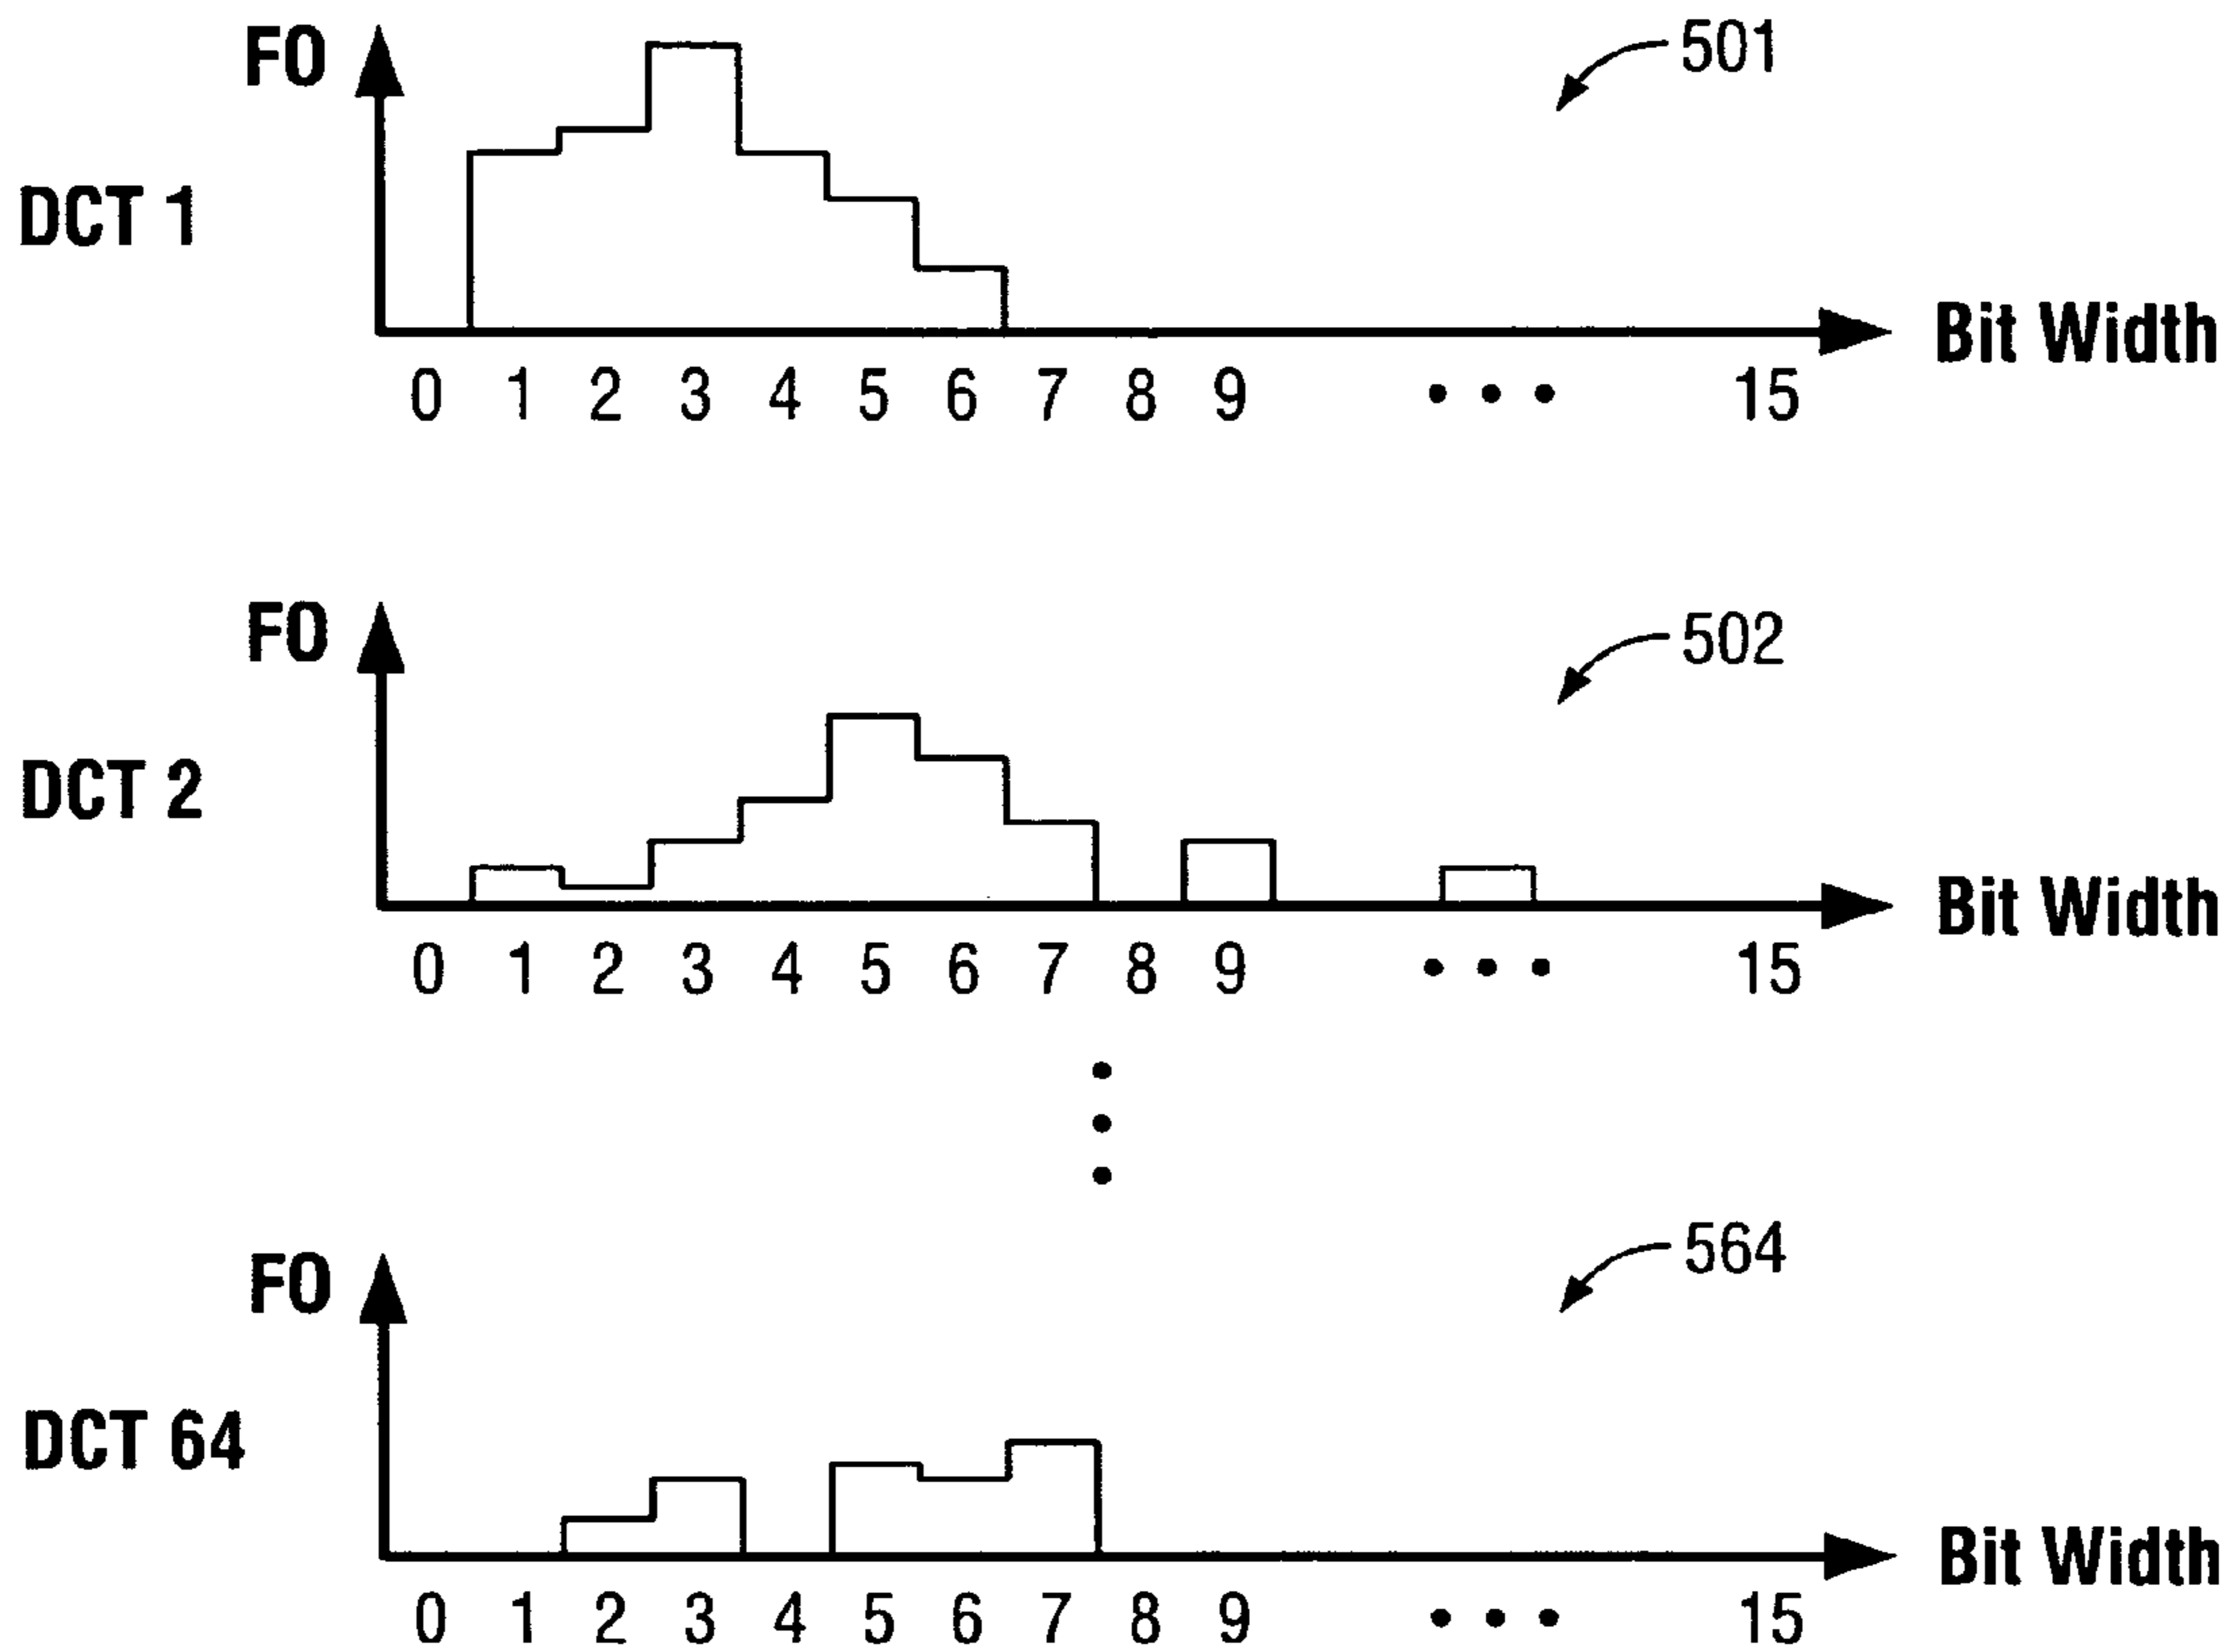 FO
501
DCT 1
Bit Width
0 1 2 3 4 5 6 7 8 9 • • • 15
FO
502
DCT 2
Bit Width
0 1 2 3 4 5 6 7 8 9 • • • 15
•
•
•
FO
564
DCT 64
Bit Width
0 1 2 3 4 5 6 7 8 9 • • • 15